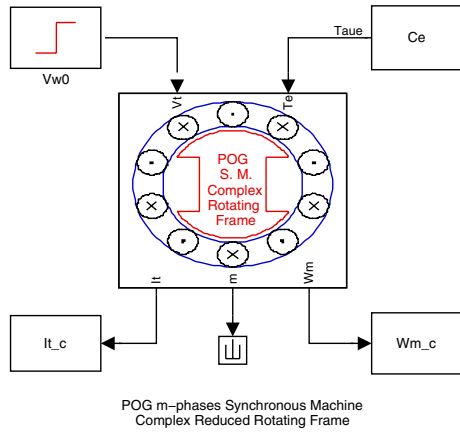 Taue
Ce
Vw0
Vt
Te
POG
S. M.
Complex
Rotating
Frame
It
m
Wm
It_c
Wm_c
POG m−phases Synchronous Machine
Complex Reduced Rotating Frame